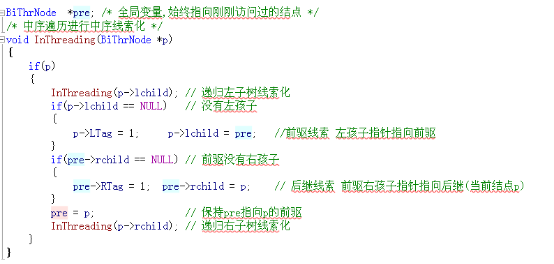 BiThrNode *pre; /* 全局变量,始终指向刚刚访问过的结点 */
/* 中序遍历进行中序线索化 */
void InThreading(BiThrNode *p)
{
if(p)
{
InThreading(p->lchild); // 递归左子树线索化
if(p->lchild == NULL) // 没有左孩子
{
p->LTag = 1; p->lchild = pre; //前驱线索 左孩子指针指向前驱
}
if(pre->rchild == NULL) // 前驱没有右孩子
{
pre->RTag = 1; pre->rchild = p; // 后继线索 前驱右孩子指针指向后继(当前结点p)
}
pre = p; // 保持pre指向p的前驱
InThreading(p->rchild); // 递归右子树线索化
}
}